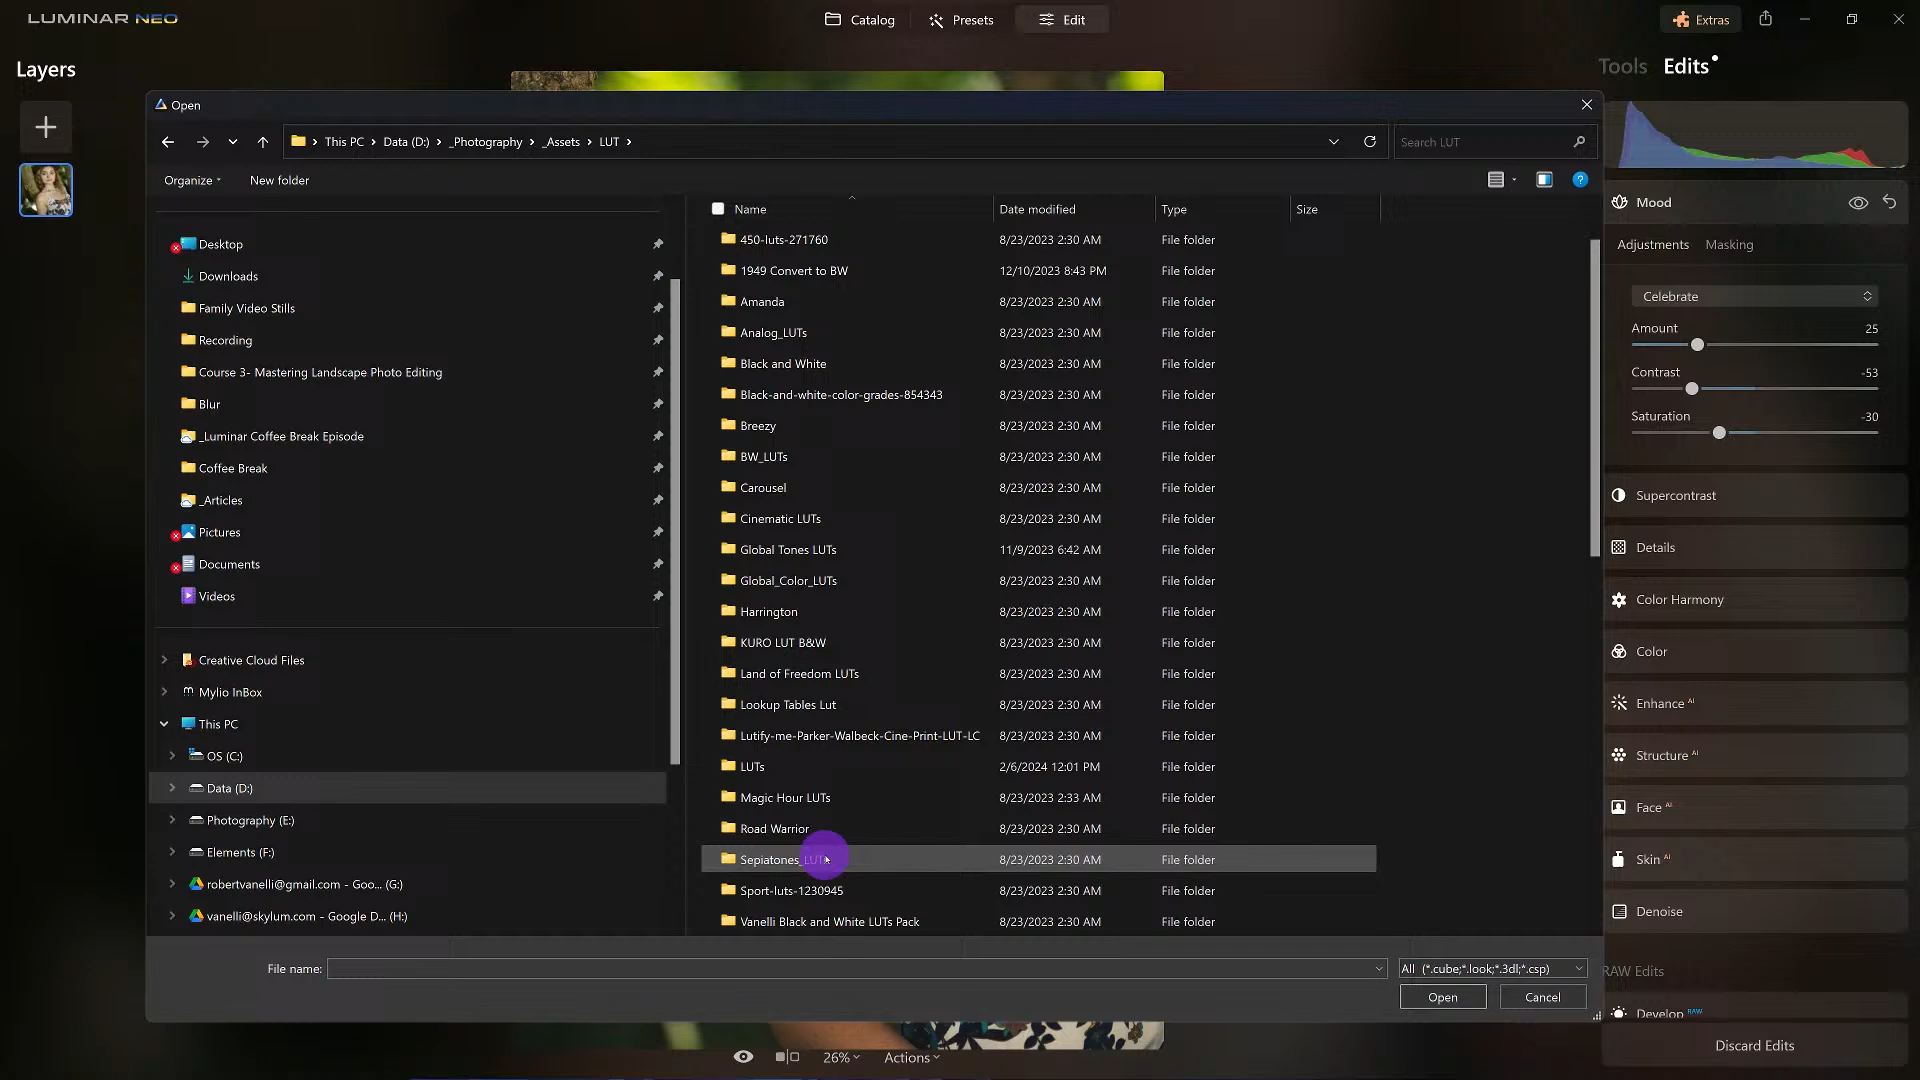 LUMINAR NEO
Catalog
Presets
Edit
Extras
Layers
Tools
Edits
Open
This PC
Data (D:)
_Photography
_Assets
LUT
Search LUT
Organize
New folder
Name
Date modified
Type
Size
Desktop
Downloads
Family Video Stills
Recording
Course 3- Mastering Landscape Photo Editing
Blur
_Luminar Coffee Break Episode
Coffee Break
_Articles
Pictures
Documents
Videos
Creative Cloud Files
Mylio InBox
This PC
OS (C:)
Data (D:)
Photography (E:)
Elements (F:)
robertvanelli@gmail.com - Goo... (G:)
vanelli@skylum.com - Google D... (H:)
450-luts-271760 8/23/2023 2:30 AM File folder
1949 Convert to BW 12/10/2023 8:43 PM File folder
Amanda 8/23/2023 2:30 AM File folder
Analog_LUTs 8/23/2023 2:30 AM File folder
Black and White 8/23/2023 2:30 AM File folder
Black-and-white-color-grades-854343 8/23/2023 2:30 AM File folder
Breezy 8/23/2023 2:30 AM File folder
BW_LUTs 8/23/2023 2:30 AM File folder
Carousel 8/23/2023 2:30 AM File folder
Cinematic LUTs 8/23/2023 2:30 AM File folder
Global Tones LUTs 11/9/2023 6:42 AM File folder
Global_Color_LUTs 8/23/2023 2:30 AM File folder
Harrington 8/23/2023 2:30 AM File folder
KURO LUT B&W 8/23/2023 2:30 AM File folder
Land of Freedom LUTs 8/23/2023 2:30 AM File folder
Lookup Tables Lut 8/23/2023 2:30 AM File folder
Lutify-me-Parker-Walbeck-Cine-Print-LUT-LC 8/23/2023 2:30 AM File folder
LUTs 2/6/2024 12:01 PM File folder
Magic Hour LUTs 8/23/2023 2:33 AM File folder
Road Warrior 8/23/2023 2:30 AM File folder
Sepiatones_LUTs 8/23/2023 2:30 AM File folder
Sport-luts-1230945 8/23/2023 2:30 AM File folder
Vanelli Black and White LUTs Pack 8/23/2023 2:30 AM File folder
File name:
All (*.cube;*.look;*.3dl;*.csp)
Open
Cancel
Mood
Adjustments
Masking
Celebrate
Amount 25
Contrast -53
Saturation -30
Supercontrast
Details
Color Harmony
Color
Enhance AI
Structure AI
Face AI
Skin AI
Denoise
RAW Edits
Develop RAW
Discard Edits
26%
Actions